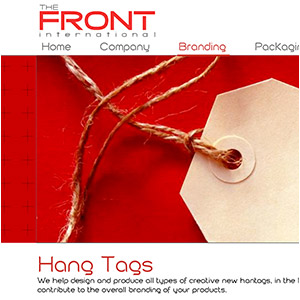 THE
FRONT
international
Home Company Branding
Hang Tags
We help design and produce all types of creative new hantags, in the
contribute to the overall branding of your products.